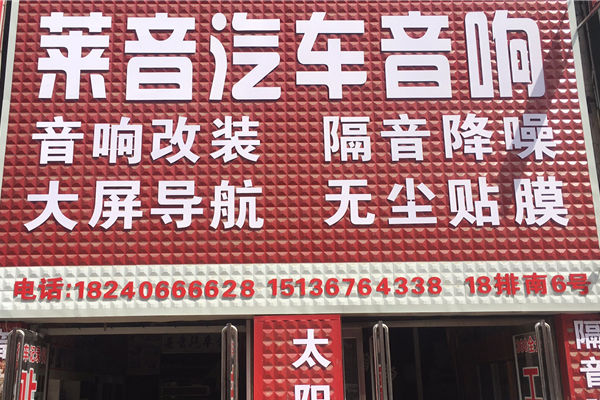 莱音汽车音响
音响改装 隔音降噪
大屏导航 无尘贴膜
电话:18240666628 15136764338 18排南6号
太阳
隔音